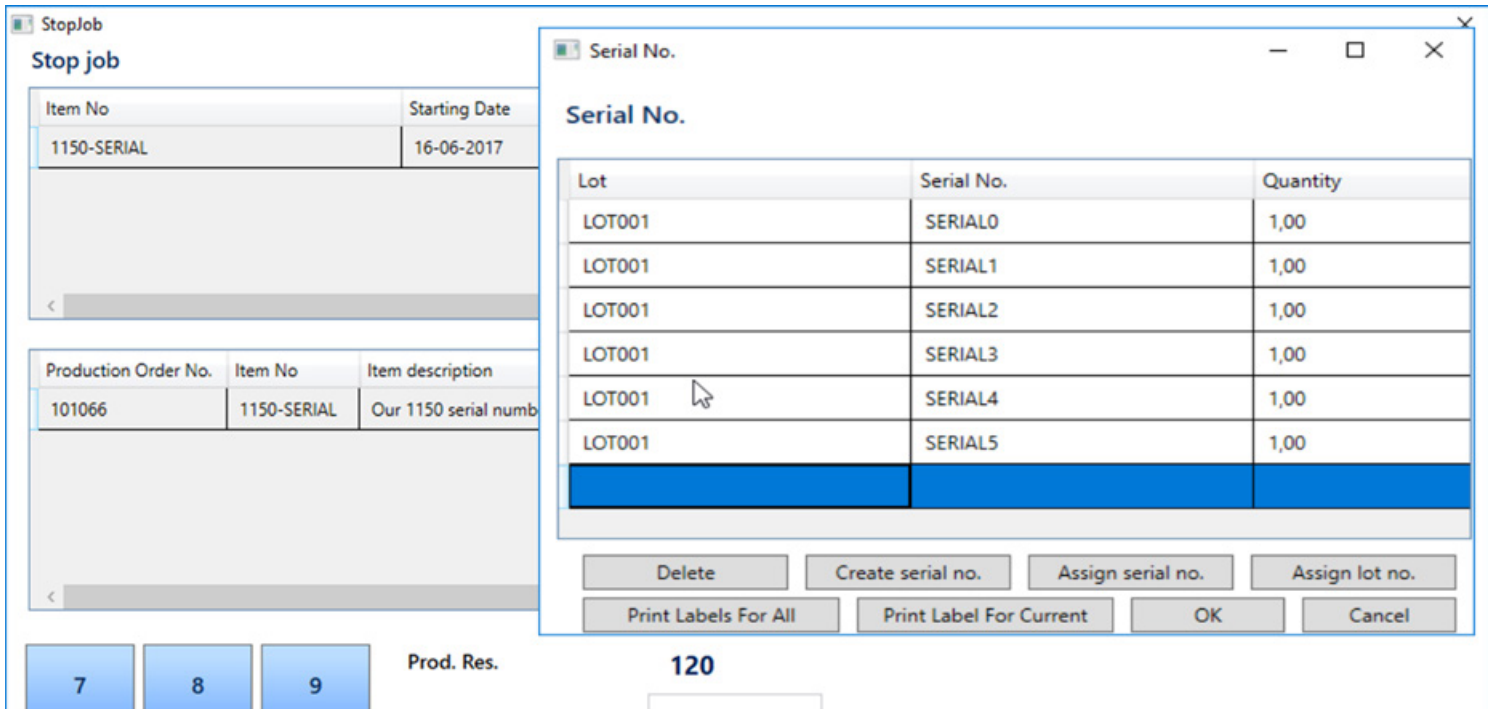 StopJob
Stop job
Item No Starting Date
1150-SERIAL 16-06-2017
Production Order No. Item No Item description
101066 1150-SERIAL Our 1150 serial numb
7 8 9 Prod. Res. 120
Serial No.
Serial No.
Lot Serial No. Quantity
LOT001 SERIAL0 1,00
LOT001 SERIAL1 1,00
LOT001 SERIAL2 1,00
LOT001 SERIAL3 1,00
LOT001 SERIAL4 1,00
LOT001 SERIAL5 1,00
Delete Create serial no. Assign serial no. Assign lot no.
Print Labels For All Print Label For Current OK Cancel